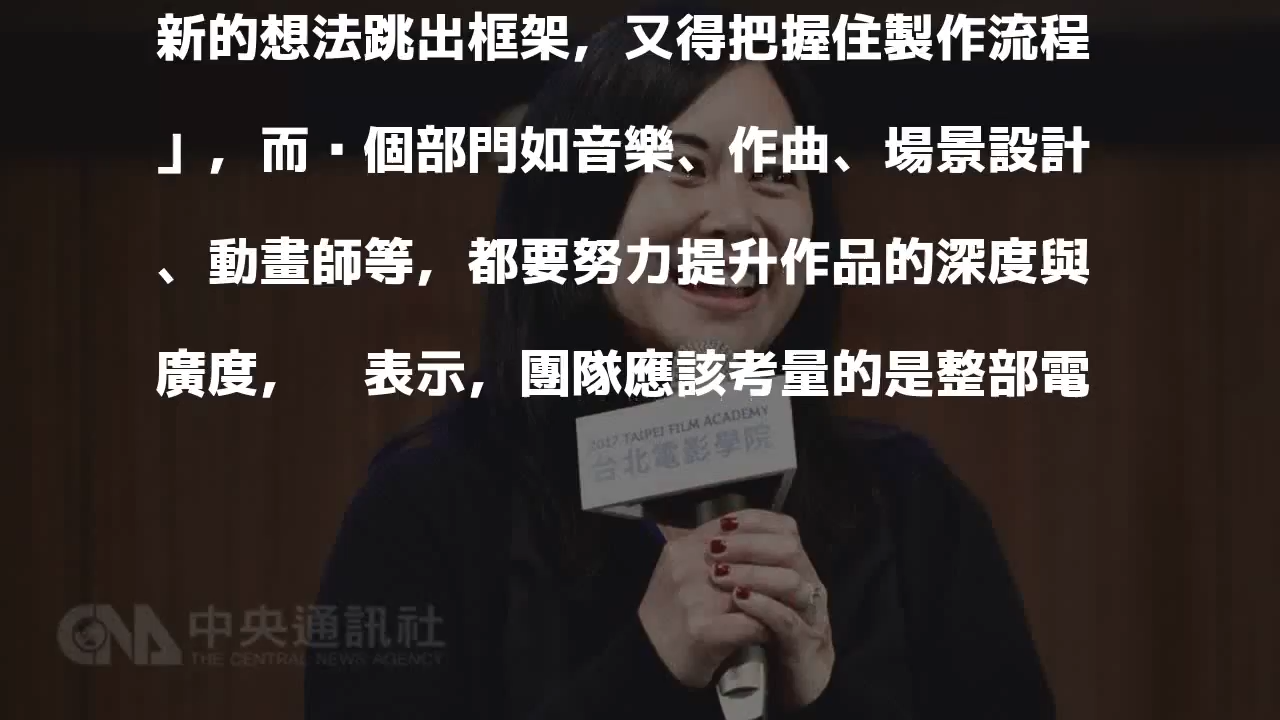 新的想法跳出框架，又得把握住製作流程
」，而·個部門如音樂、作曲、場景設計
、動畫師等，都要努力提升作品的深度與
廣度，　表示，團隊應該考量的是整部電
2017 TAIPEI FILM ACADEMY
台北電影學院
CNA 中央通訊社
THE CENTRAL NEWS AGENCY